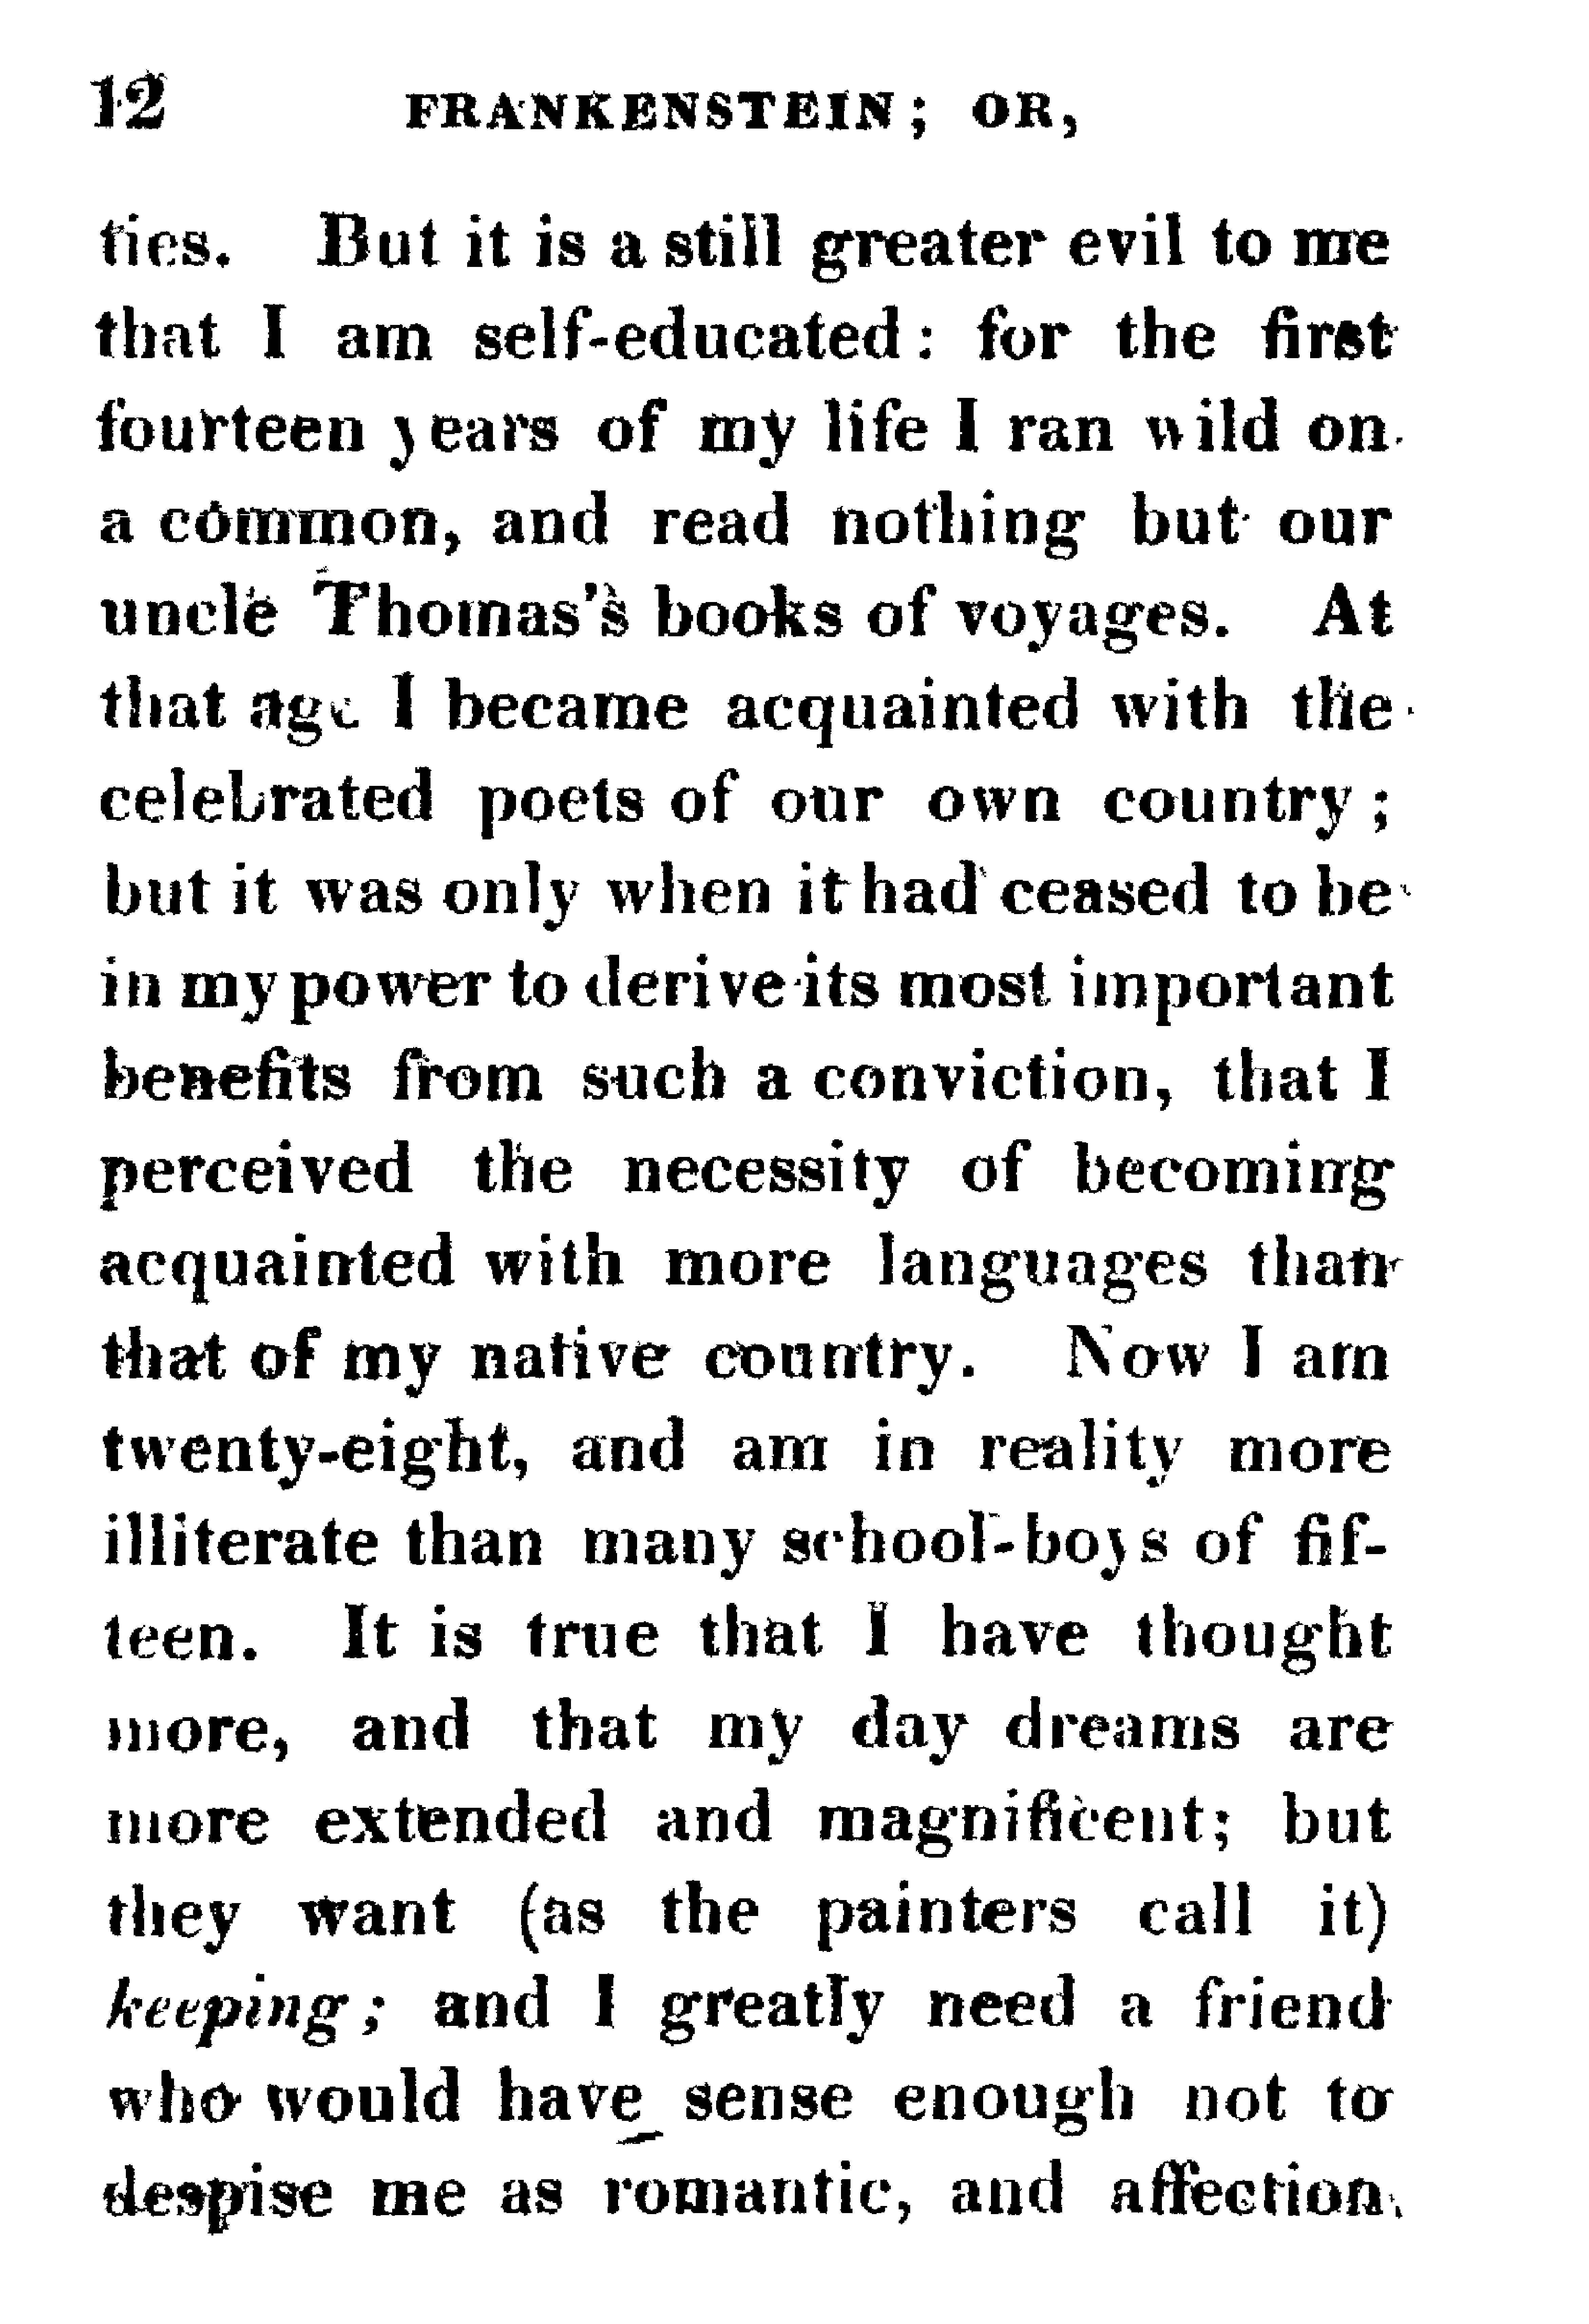 12 FRANKENSTEIN; OR,
ties. But it is a still greater evil to me
that I am self-educated: for the first
fourteen years of my life I ran wild on
a common, and read nothing but our
uncle Thomas's books of voyages. At
that age I became acquainted with the
celebrated poets of our own country;
but it was only when it had ceased to be
in my power to derive its most important
benefits from such a conviction, that I
perceived the necessity of becoming
acquainted with more languages than
that of my native country. Now I am
twenty-eight, and am in reality more
illiterate than many school-boys of fif-
teen. It is true that I have thought
more, and that my day dreams are
more extended and magnificent; but
they want (as the painters call it)
keeping; and I greatly need a friend
who would have sense enough not to
despise me as romantic, and affection